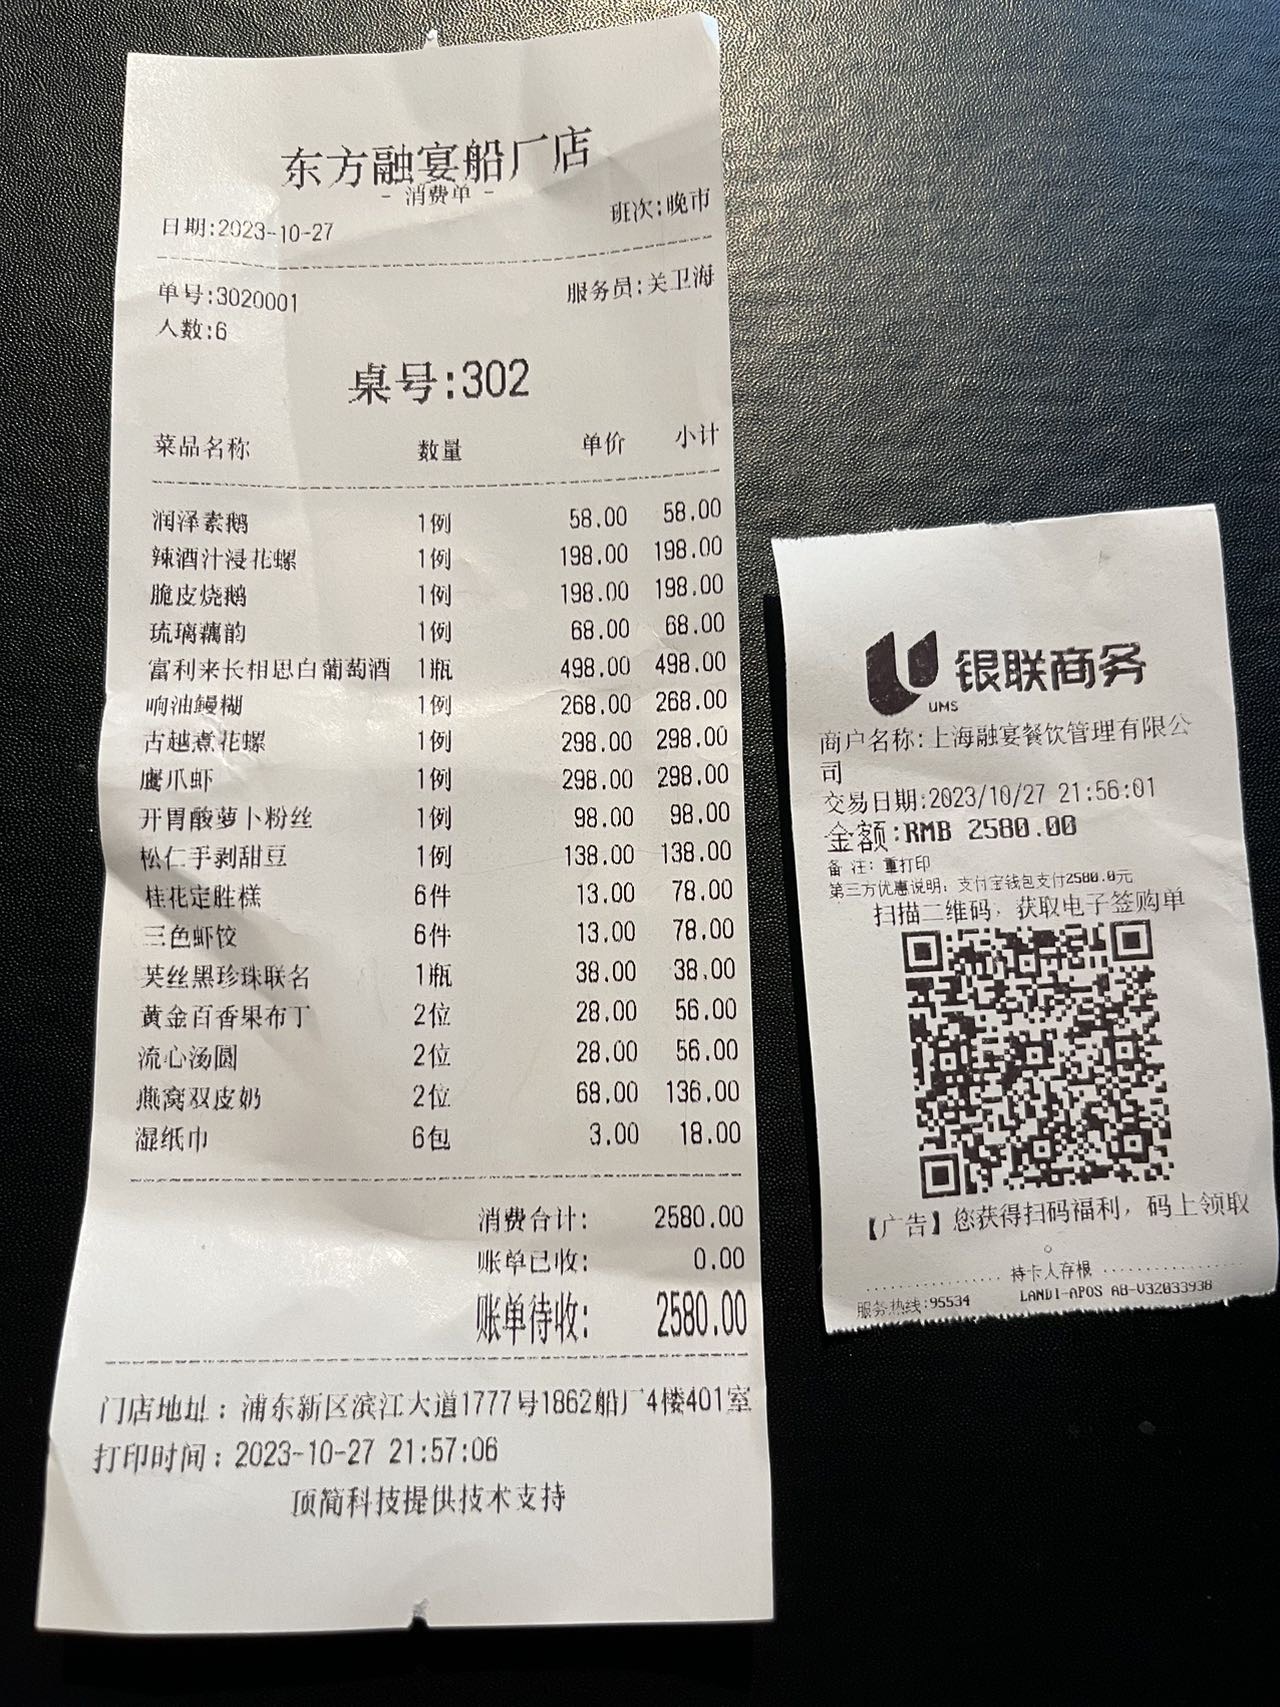 东方融宴船厂店
- 消费单 -
日期:2023-10-27 班次:晚市
单号:3020001 服务员:关卫海
人数:6
桌号:302
菜品名称 数量 单价 小计
润泽素鹅 1例 58.00 58.00
辣酒汁浸花螺 1例 198.00 198.00
脆皮烧鹅 1例 198.00 198.00
琉璃藕韵 1例 68.00 68.00
富利来长相思白葡萄酒 1瓶 498.00 498.00
响油鳗糊 1例 268.00 268.00
古越煮花螺 1例 298.00 298.00
鹰爪虾 1例 298.00 298.00
开胃酸萝卜粉丝 1例 98.00 98.00
松仁手剥甜豆 1例 138.00 138.00
桂花定胜糕 6件 13.00 78.00
三色虾饺 6件 13.00 78.00
芙丝黑珍珠联名 1瓶 38.00 38.00
黄金百香果布丁 2位 28.00 56.00
流心汤圆 2位 28.00 56.00
燕窝双皮奶 2位 68.00 136.00
湿纸巾 6包 3.00 18.00
消费合计: 2580.00
账单已收: 0.00
账单待收: 2580.00
门店地址：浦东新区滨江大道1777号1862船厂4楼401室
打印时间：2023-10-27 21:57:06
顶简科技提供技术支持
银联商务
UMS
商户名称:上海融宴餐饮管理有限公
司
交易日期:2023/10/27 21:56:01
金额:RMB 2580.00
备注：重打印
第三方优惠说明：支付宝钱包支付2580.0元
扫描二维码，获取电子签购单
【广告】您获得扫码福利，码上领取
持卡人存根
服务热线:95534 LANDI-APOS A8-V32033938